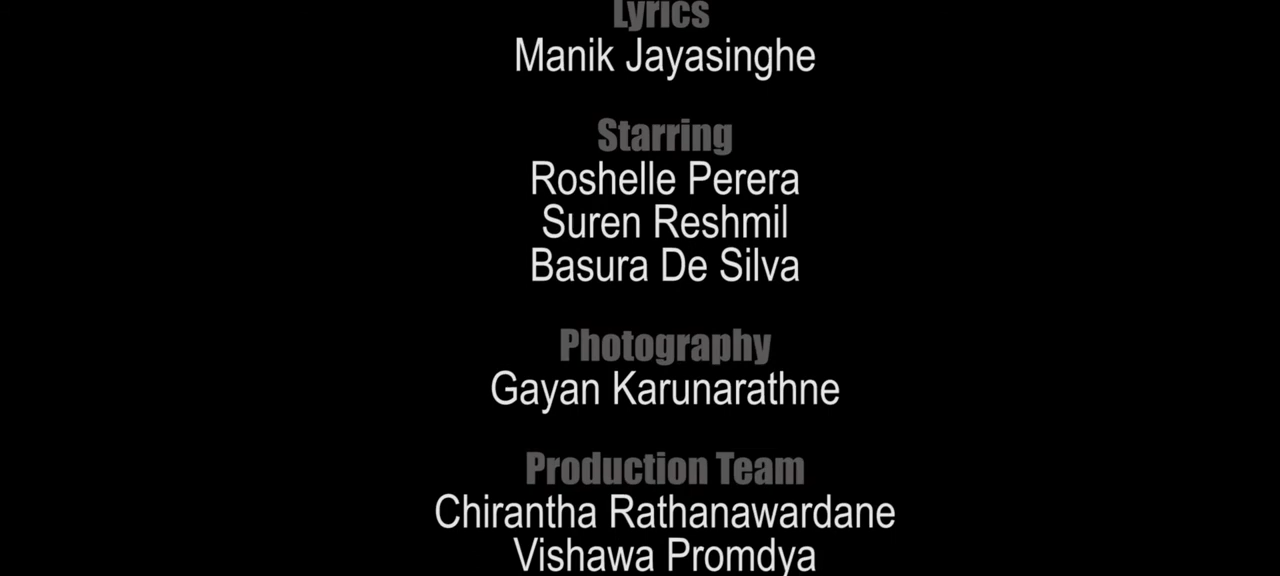 Lyrics
Manik Jayasinghe
Starring
Roshelle Perera
Suren Reshmil
Basura De Silva
Photography
Gayan Karunarathne
Production Team
Chirantha Rathanawardane
Vishawa Promdya